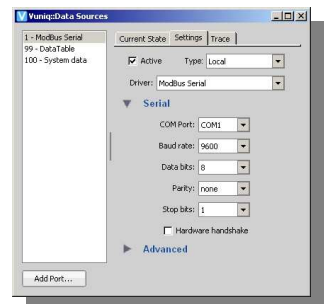 Vuniq::Data Sources
1 - ModBus Serial
99 - DataTable
100 - System data
Current State Settings Trace
Active Type: Local
Driver: ModBus Serial
Serial
COM Port: COM1
Baud rate: 9600
Data bits: 8
Parity: none
Stop bits: 1
Hardware handshake
Advanced
Add Port...